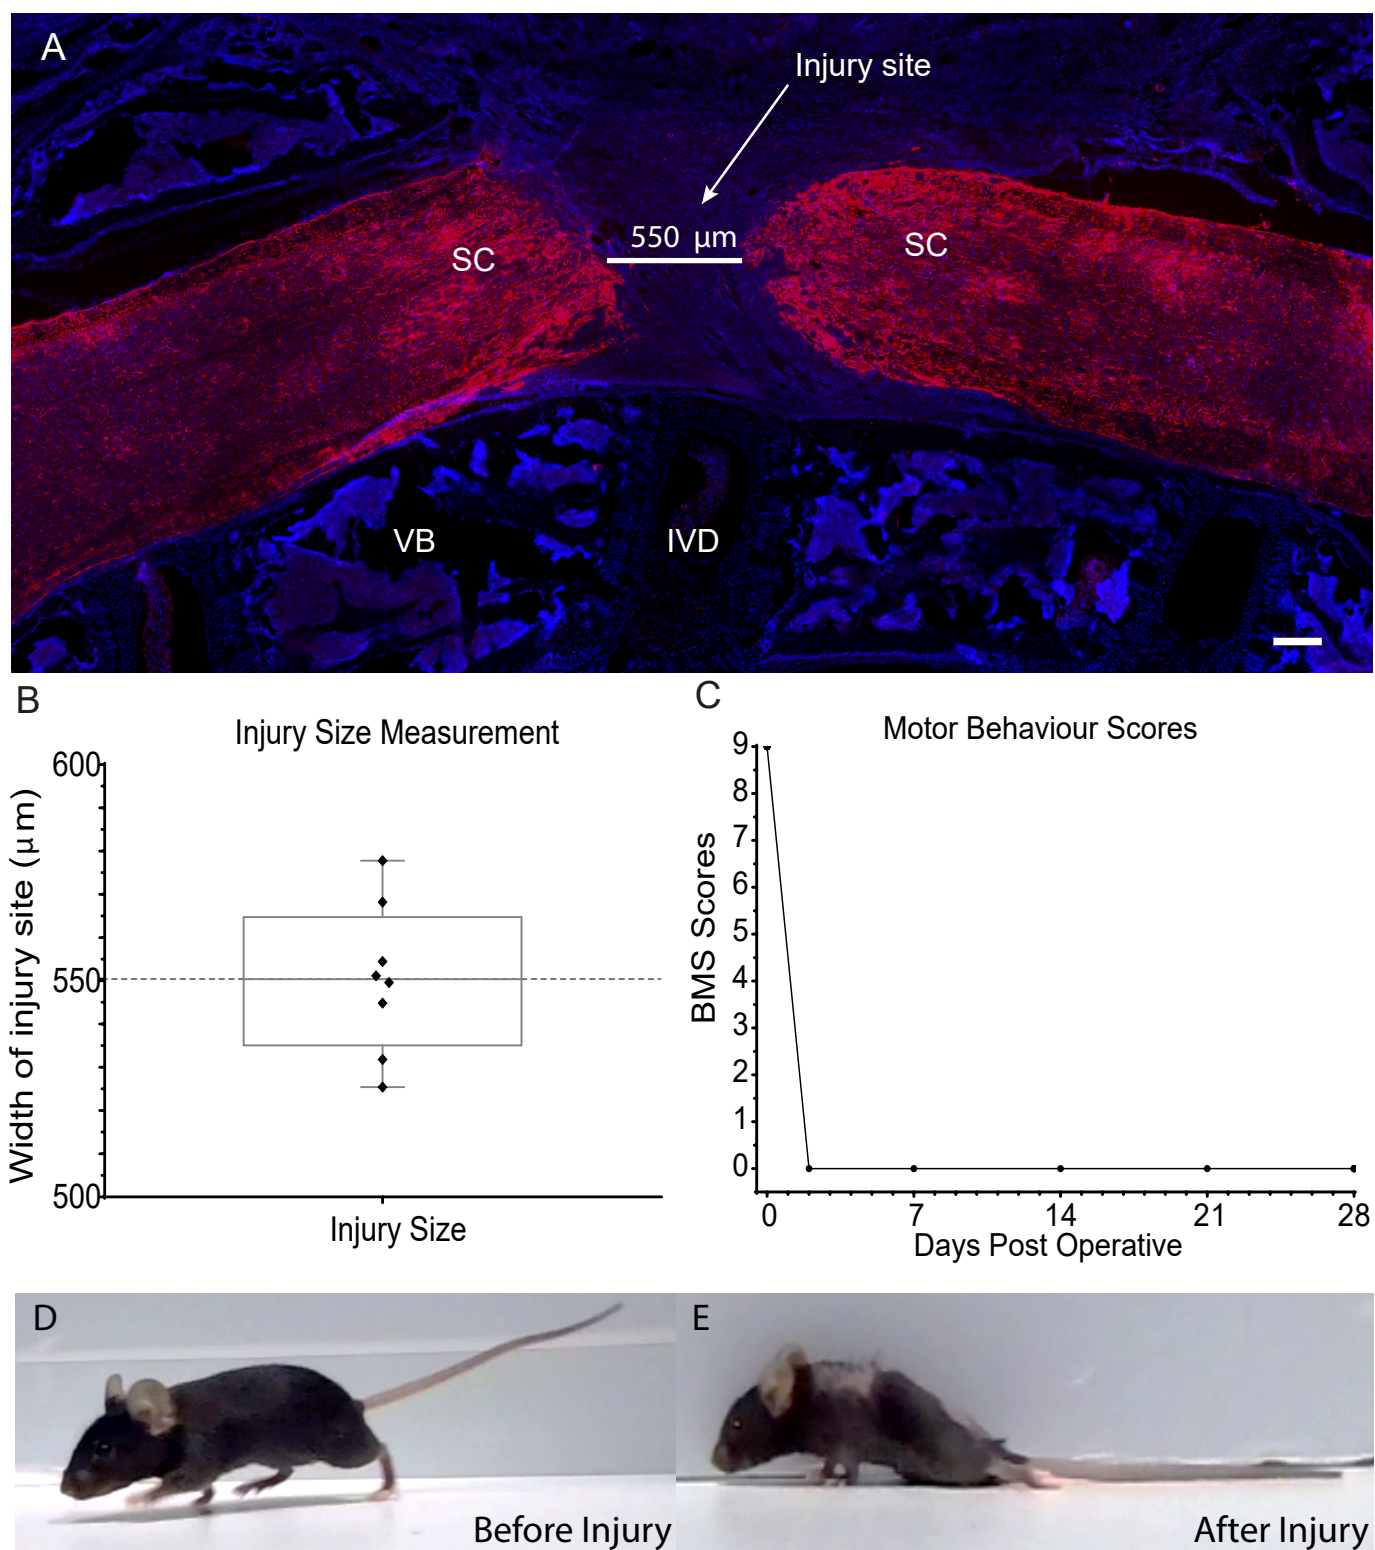 A
Injury site
550 µm
SC
SC
VB
IVD
B
Injury Size Measurement
Width of injury site (µm)
600
550
500
Injury Size
C
Motor Behaviour Scores
BMS Scores
9
8
7
6
5
4
3
2
1
0
0 7 14 21 28
Days Post Operative
D
Before Injury
E
After Injury